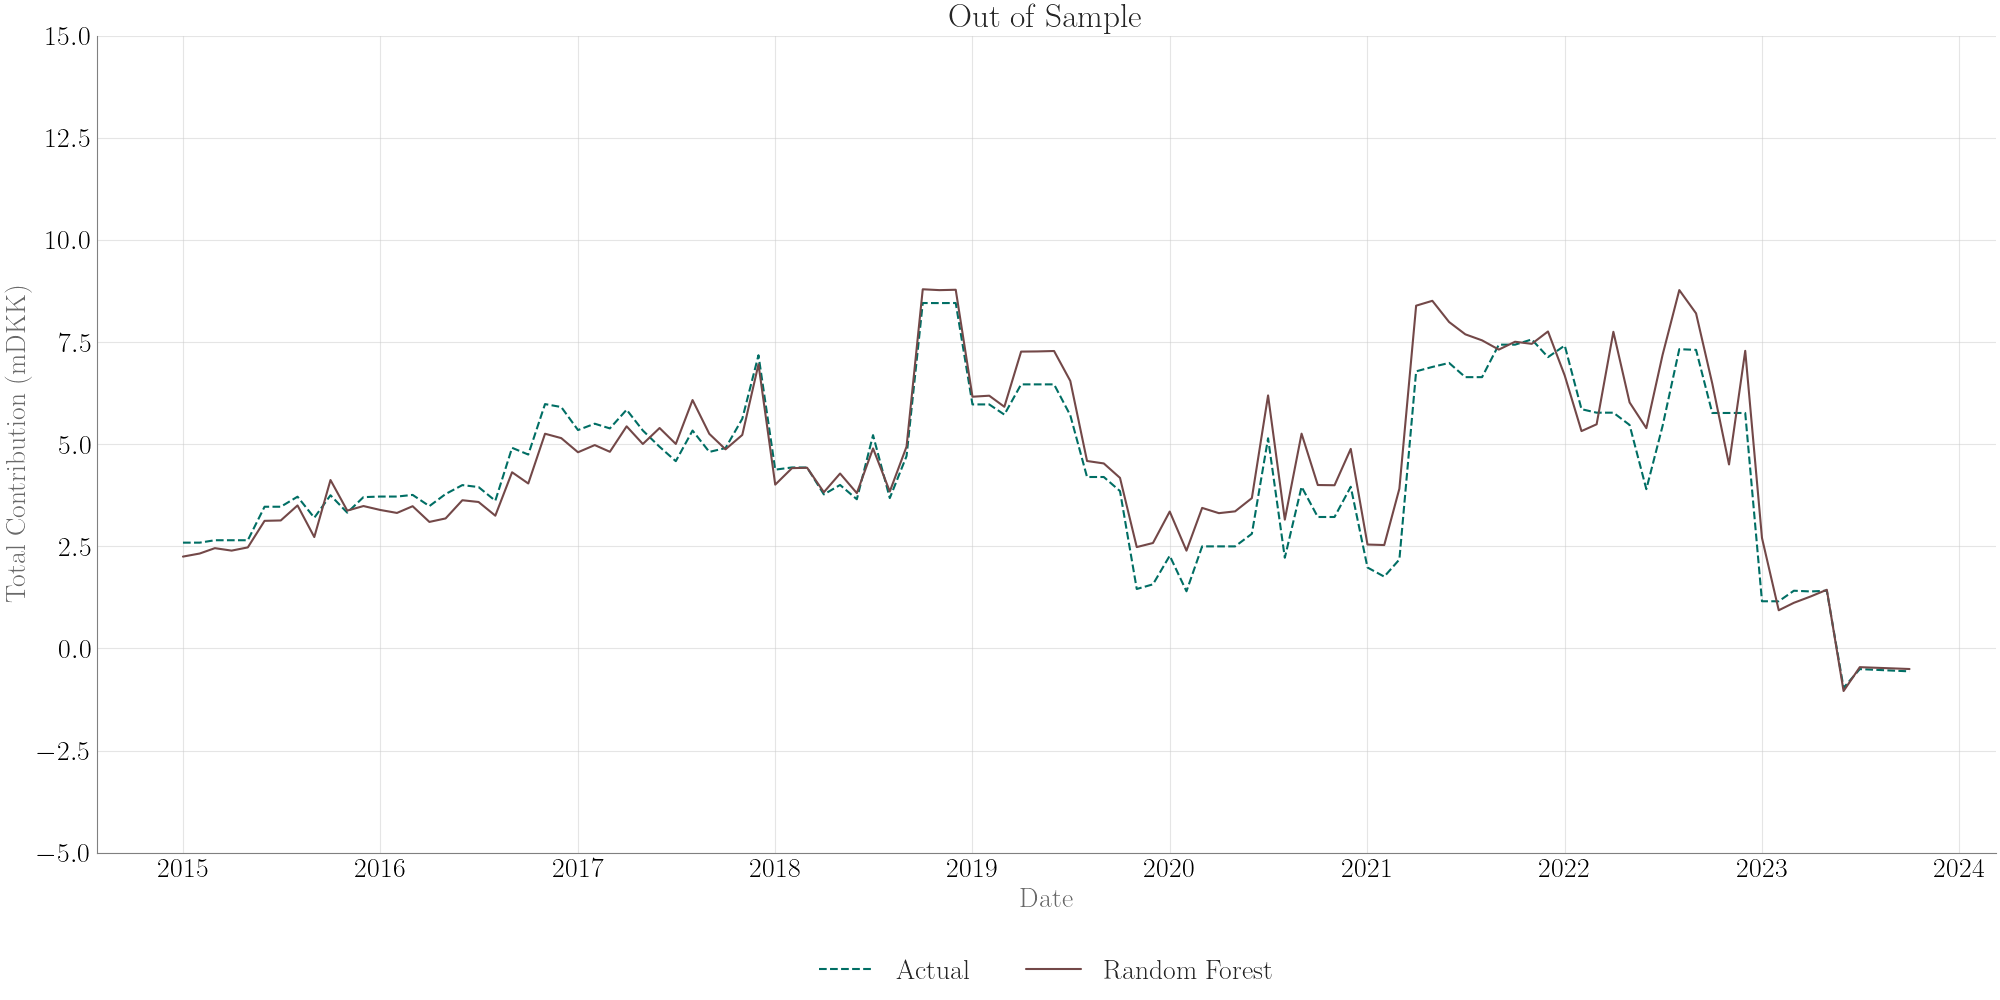 Out of Sample
Total Contribution (mDKK)
15.0
12.5
10.0
7.5
5.0
2.5
0.0
−2.5
−5.0
2015 2016 2017 2018 2019 2020 2021 2022 2023 2024
Date
Actual Random Forest